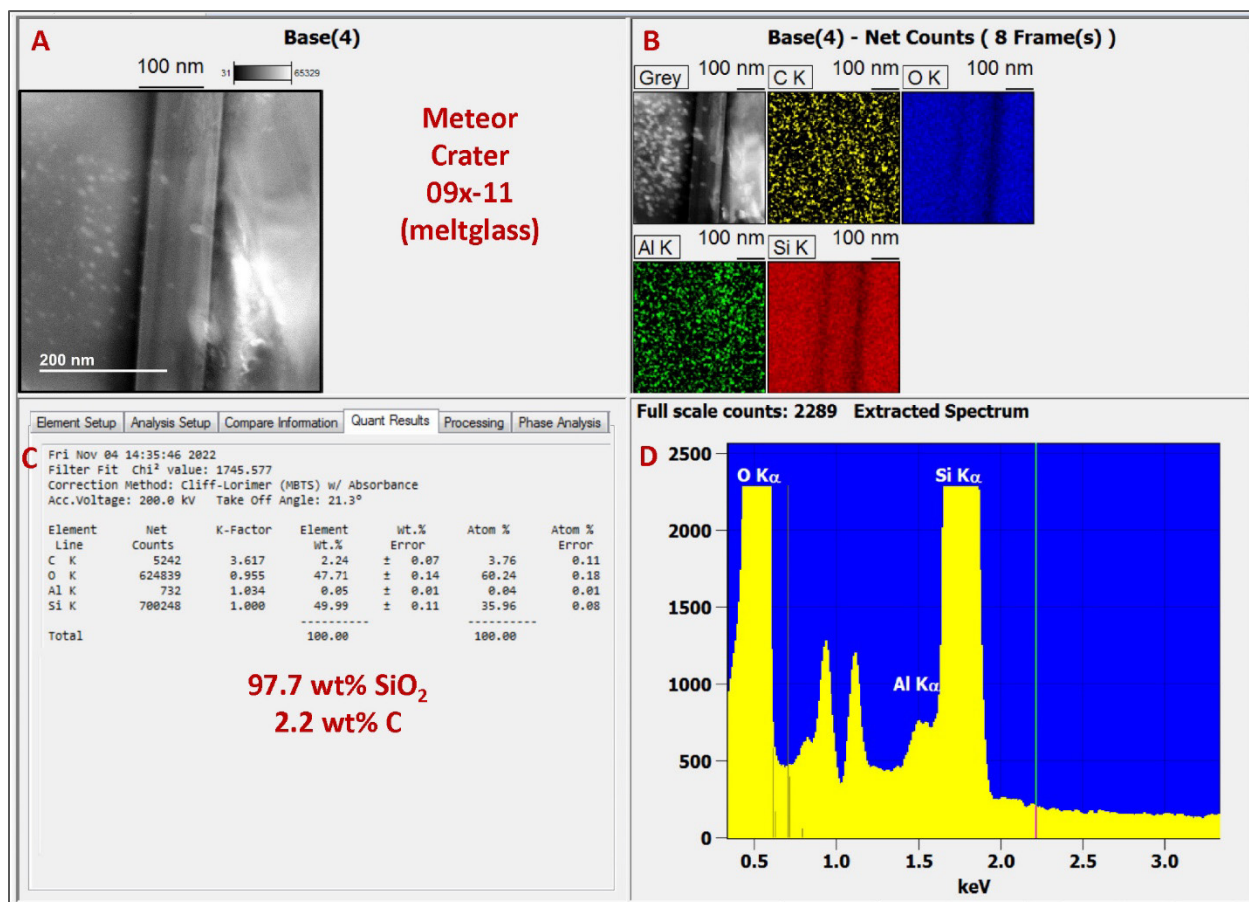 A
Base(4)
100 nm
31
65329
Meteor
Crater
09x-11
(meltglass)
200 nm
B
Base(4) - Net Counts ( 8 Frame(s) )
100 nm 100 nm 100 nm
Grey C K O K
100 nm 100 nm
Al K Si K
Element Setup Analysis Setup Compare Information Quant Results Processing Phase Analysis
C
Fri Nov 04 14:35:46 2022
Filter Fit Chi² value: 1745.577
Correction Method: Cliff-Lorimer (MBTS) w/ Absorbance
Acc.Voltage: 200.0 kV Take Off Angle: 21.3°
Element Net K-Factor Element Wt.% Atom % Atom %
Line Counts Wt.% Error Error
C K 5242 3.617 2.24 ± 0.07 3.76 0.11
O K 624839 0.955 47.71 ± 0.14 60.24 0.18
Al K 732 1.034 0.05 ± 0.01 0.04 0.01
Si K 700248 1.000 49.99 ± 0.11 35.96 0.08
---------- ----------
Total 100.00 100.00
97.7 wt% SiO₂
2.2 wt% C
Full scale counts: 2289 Extracted Spectrum
D
O Kα
Si Kα
Al Kα
2500
2000
1500
1000
500
0
0.5 1.0 1.5 2.0 2.5 3.0
keV